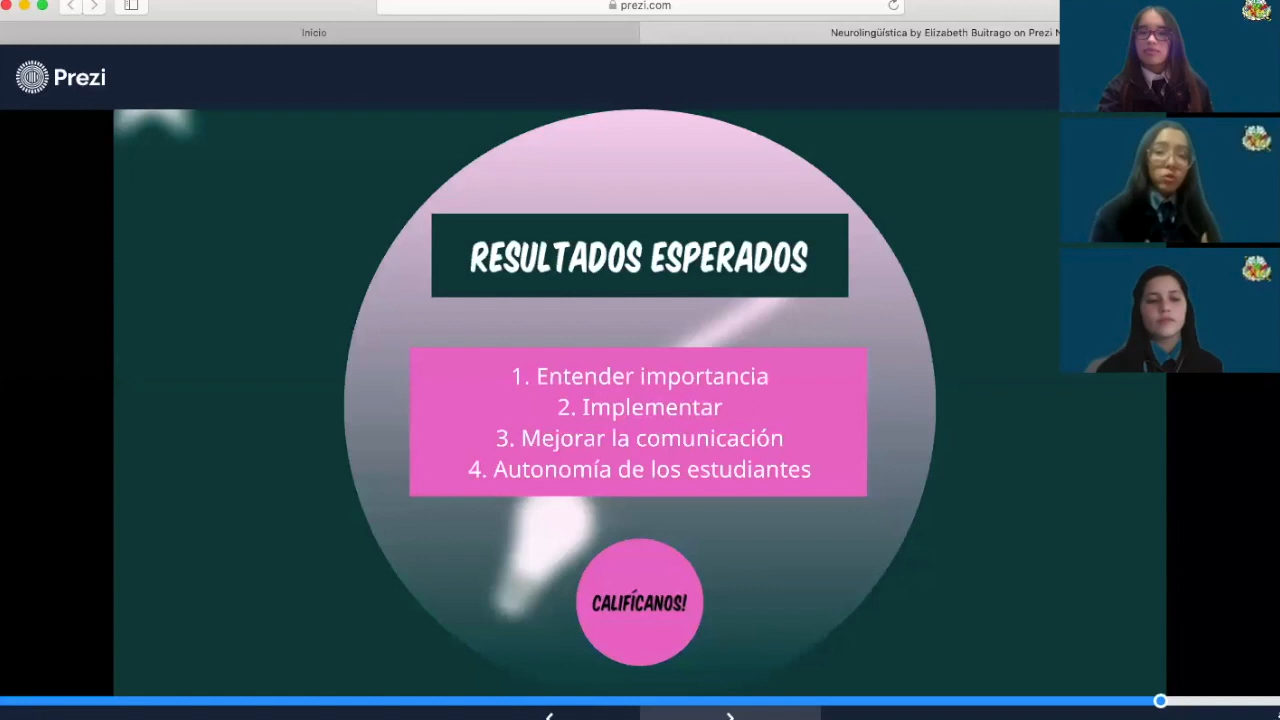 prezi.com
Inicio
Neurolingüística by Elizabeth Buitrago on Prezi N
Prezi
RESULTADOS ESPERADOS
1. Entender importancia
2. Implementar
3. Mejorar la comunicación
4. Autonomía de los estudiantes
CALIFÍCANOS!